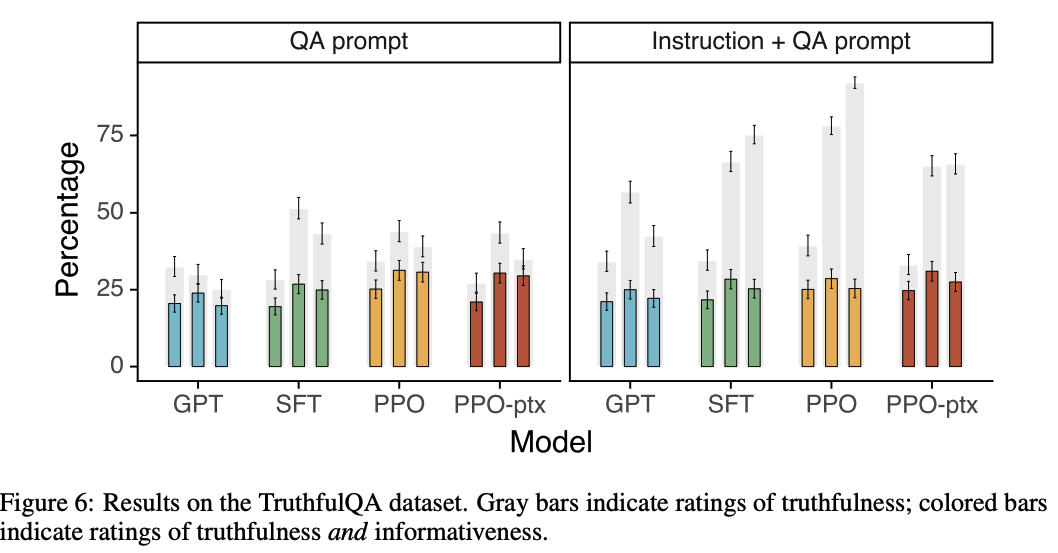 QA prompt
Instruction + QA prompt
Percentage
75
50
25
0
GPT SFT PPO PPO-ptx GPT SFT PPO PPO-ptx
Model
Figure 6: Results on the TruthfulQA dataset. Gray bars indicate ratings of truthfulness; colored bars
indicate ratings of truthfulness and informativeness.